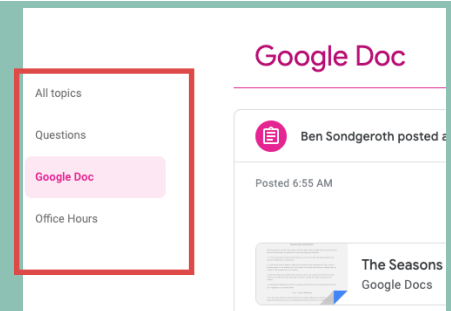 All topics
Questions
Google Doc
Office Hours
Google Doc
Ben Sondgeroth posted a
Posted 6:55 AM
The Seasons
Google Docs